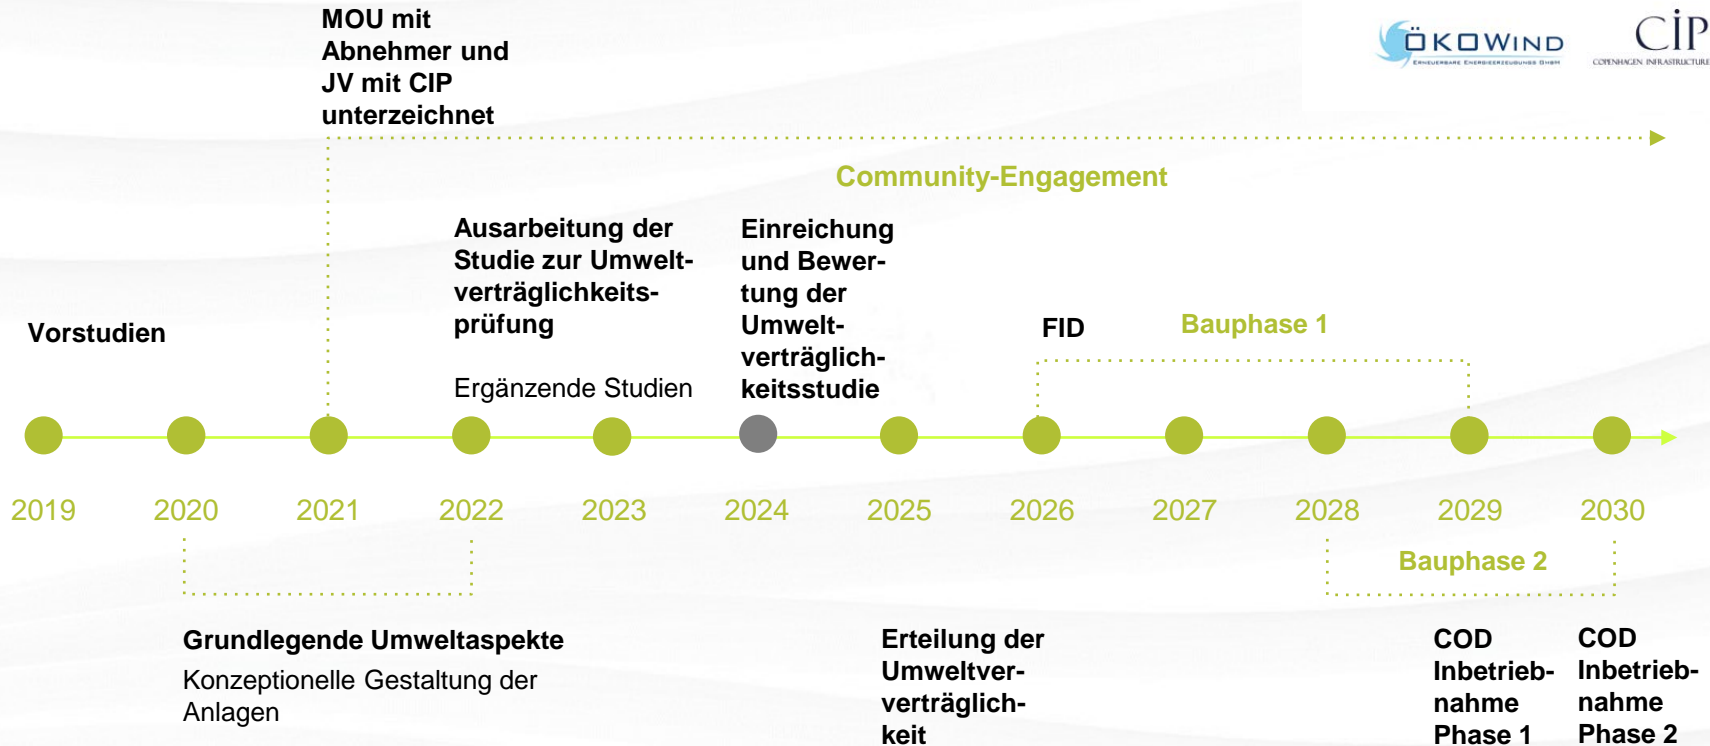 MOU mit
Abnehmer und
JV mit CIP
unterzeichnet
ÖKOWIND
ERNEUERBARE ENERGIEERZEUGUNGS GMBH
CIP
COPENHAGEN INFRASTRUCTURE
Community-Engagement
Ausarbeitung der
Studie zur Umwelt-
verträglichkeits-
prüfung
Ergänzende Studien
Einreichung
und Bewer-
tung der
Umwelt-
verträglich-
keitsstudie
Vorstudien
FID
Bauphase 1
2019 2020 2021 2022 2023 2024 2025 2026 2027 2028 2029 2030
Bauphase 2
Grundlegende Umweltaspekte
Konzeptionelle Gestaltung der
Anlagen
Erteilung der
Umweltver-
verträglich-
keit
COD
Inbetrieb-
nahme
Phase 1
COD
Inbetrieb-
nahme
Phase 2